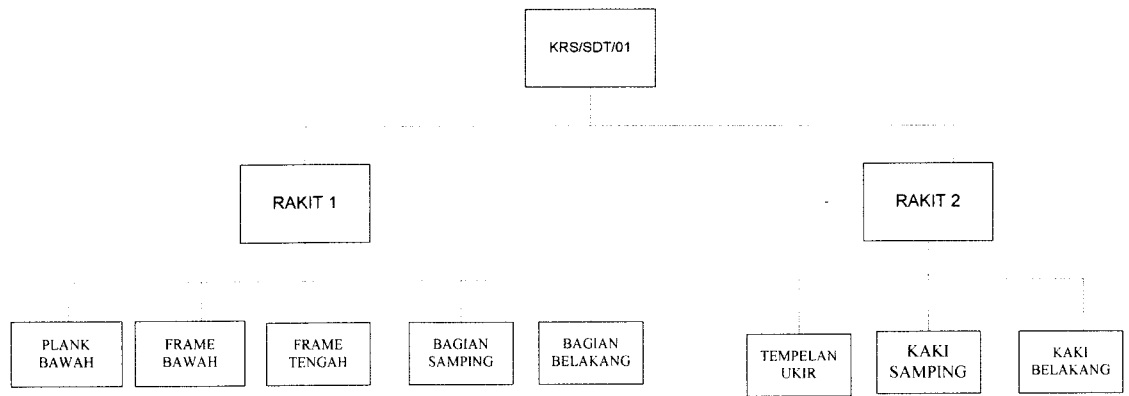 KRS/SDT/01
RAKIT 1
RAKIT 2
PLANK
BAWAH
FRAME
BAWAH
FRAME
TENGAH
BAGIAN
SAMPING
BAGIAN
BELAKANG
TEMPELAN
UKIR
KAKI
SAMPING
KAKI
BELAKANG